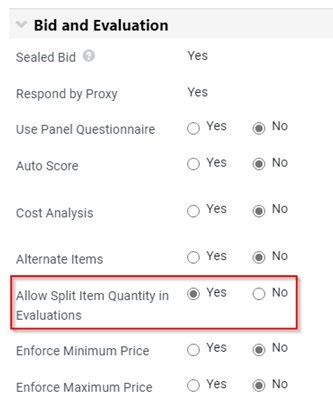 Bid and Evaluation
Sealed Bid ? Yes
Respond by Proxy Yes
Use Panel Questionnaire Yes No
Auto Score Yes No
Cost Analysis Yes No
Alternate Items Yes No
Allow Split Item Quantity in Yes No
Evaluations
Enforce Minimum Price Yes No
Enforce Maximum Price Yes No